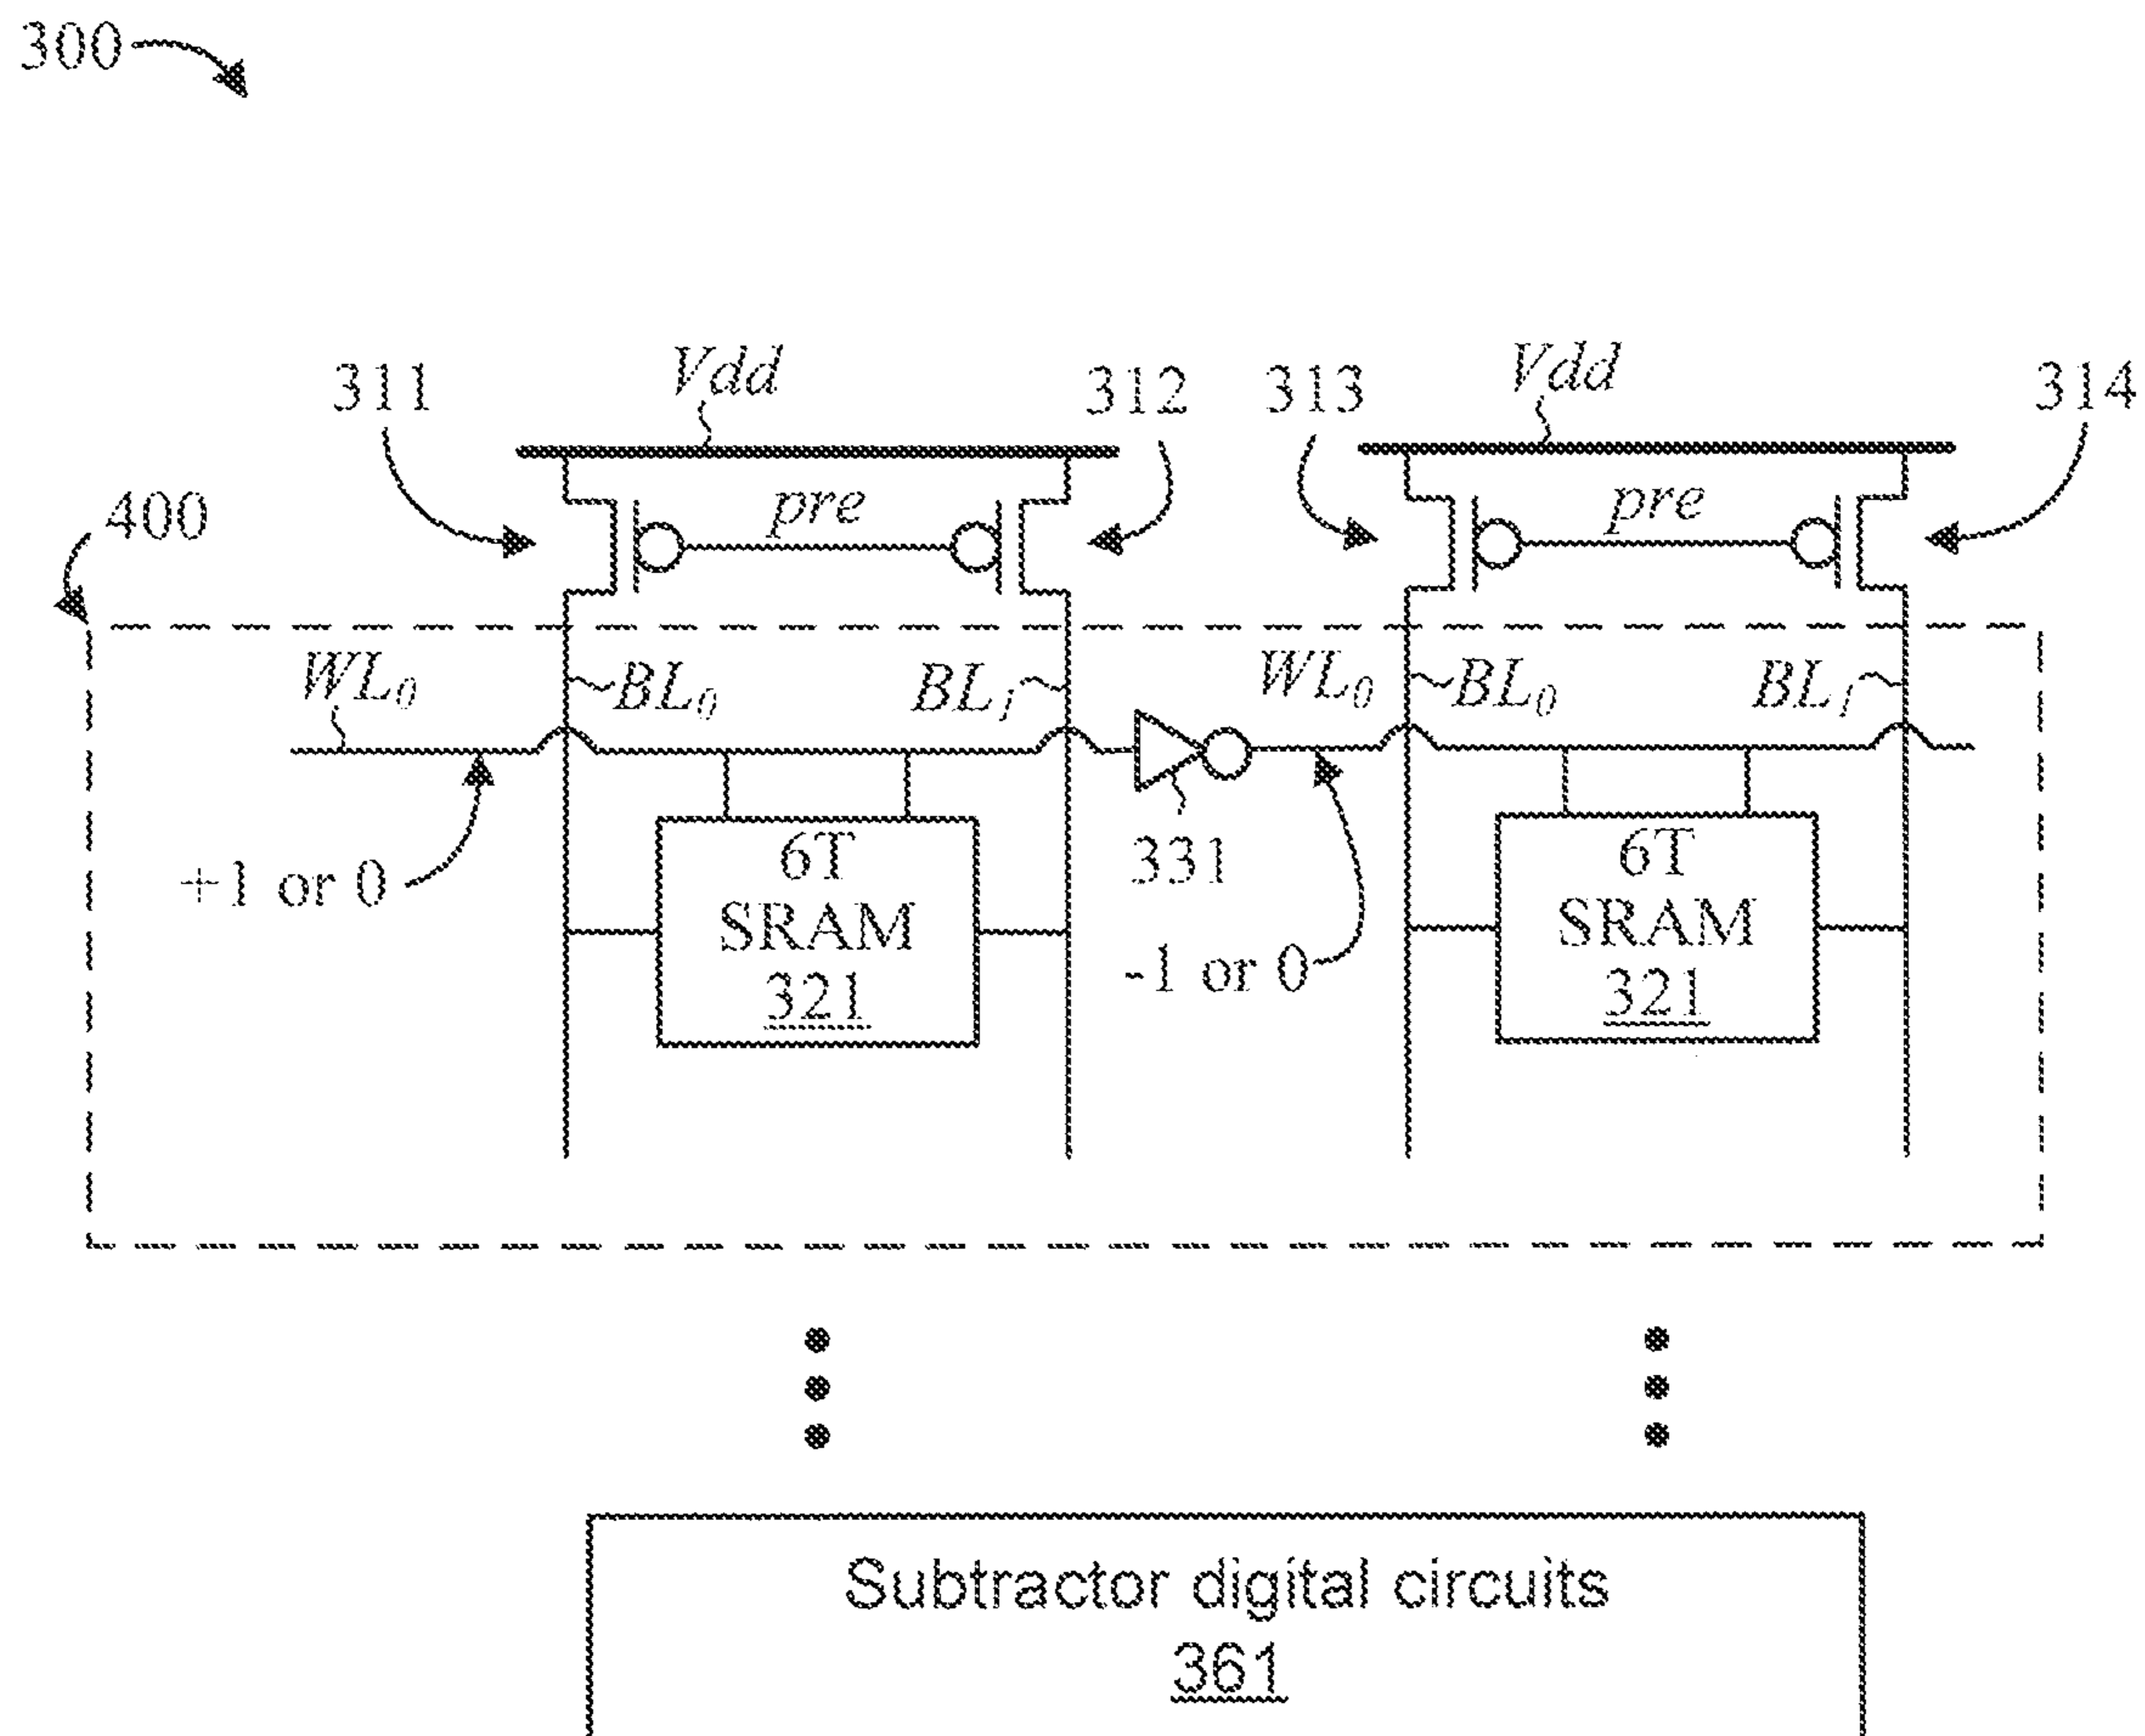 300
311
Vdd
312
313
Vdd
314
400
pre
pre
WL0
BL0
BL1
WL0
BL0
BL1
+1 or 0
6T
SRAM
321
331
-1 or 0
6T
SRAM
321
Subtractor digital circuits
361